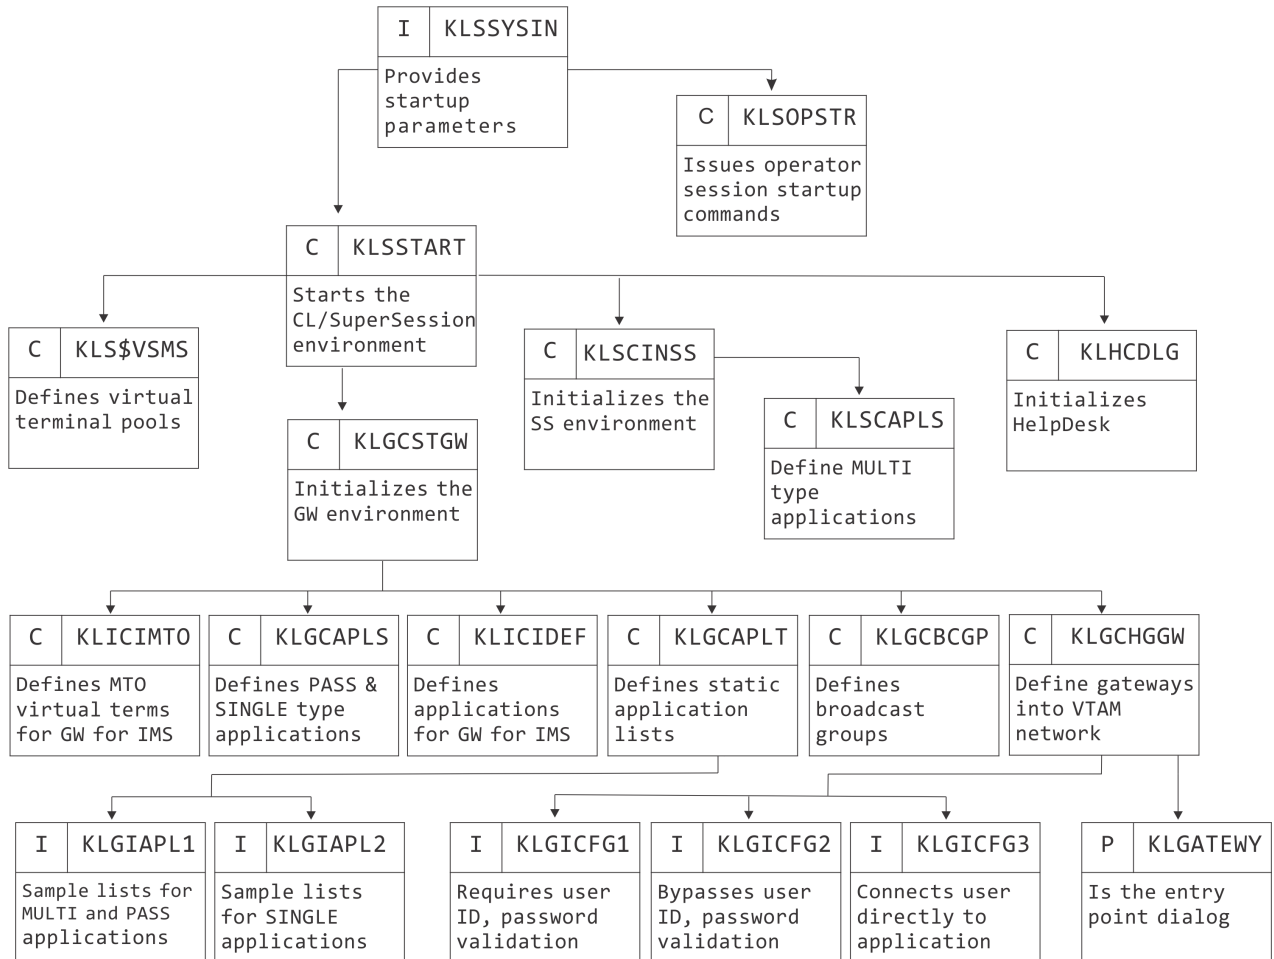 I KLSSYSIN
Provides
startup
parameters
C KLSOPSTR
Issues operator
session startup
commands
C KLSSTART
Starts the
CL/SuperSession
environment
C KLS$VSMS
Defines virtual
terminal pools
C KLSCINSS
Initializes the
SS environment
C KLHCDLG
Initializes
HelpDesk
C KLSCAPLS
Define MULTI
type
applications
C KLGCSTGW
Initializes the
GW environment
C KLICIMTO
Defines MTO
virtual terms
for GW for IMS
C KLGCAPLS
Defines PASS &
SINGLE type
applications
C KLICIDEF
Defines
applications
for GW for IMS
C KLGCAPLT
Defines static
application
lists
C KLGCBCGP
Defines
broadcast
groups
C KLGCHGGW
Define gateways
into VTAM
network
I KLGIAPL1
Sample lists for
MULTI and PASS
applications
I KLGIAPL2
Sample lists
for SINGLE
applications
I KLGICFG1
Requires user
ID, password
validation
I KLGICFG2
Bypasses user
ID, password
validation
I KLGICFG3
Connects user
directly to
application
P KLGATEWY
Is the entry
point dialog